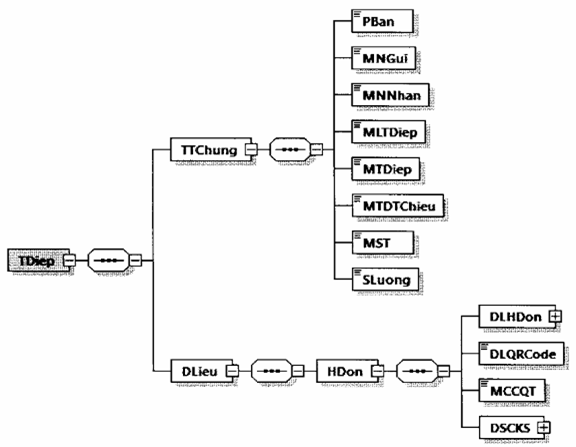 PBan
MNGui
MNNhan
MLTDiep
TTChung
MTDiep
MTDTChieu
MST
SLuong
TDiep
DLHDon
DLQRCode
DLieu
HDon
MCCQT
DSCKS